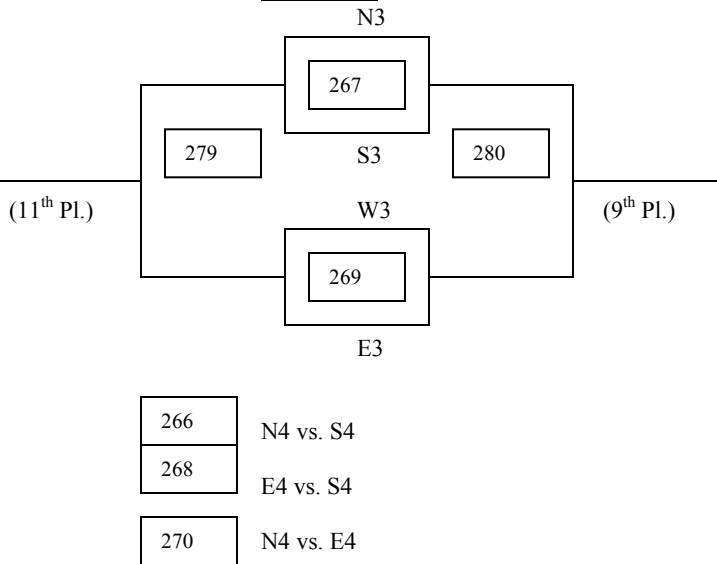 N3
267
279
S3
280
(11th Pl.)
W3
(9th Pl.)
269
E3
266
N4 vs. S4
268
E4 vs. S4
270
N4 vs. E4